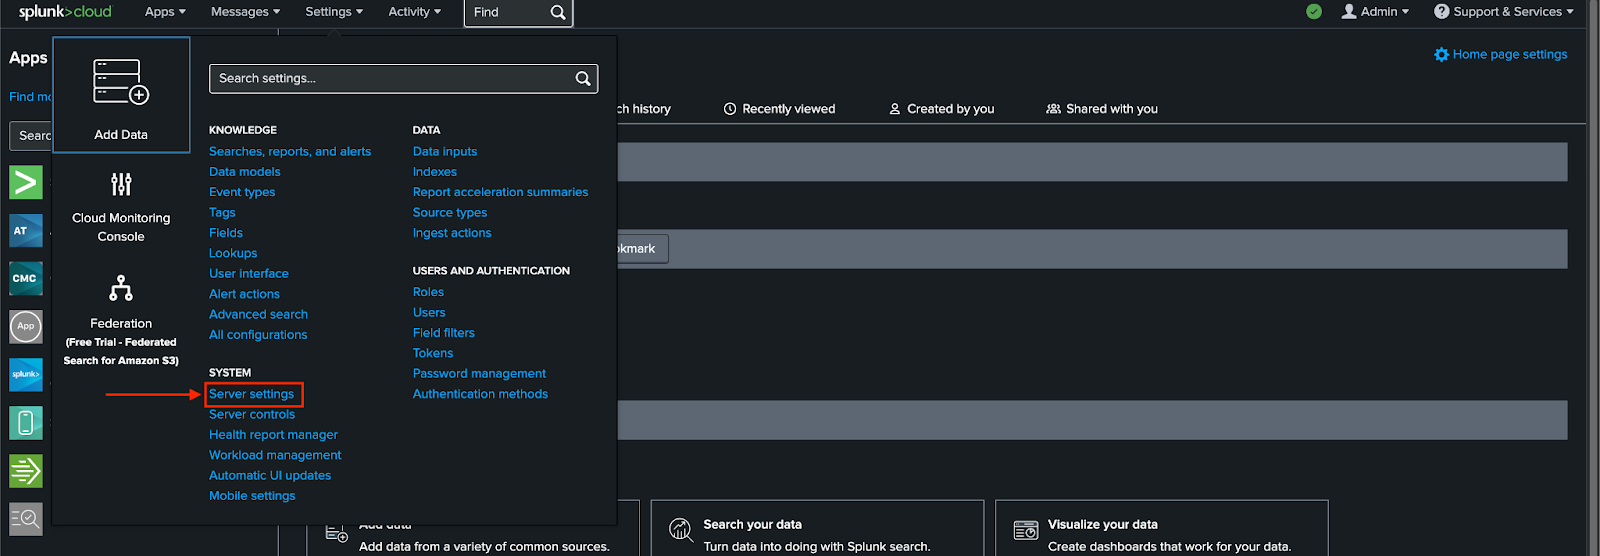 splunk>cloud Apps Messages Settings Activity Find Admin Support & Services
Apps
Home page settings
Find
Add Data
Search settings...
history
Recently viewed
Created by you
Shared with you
KNOWLEDGE
Searches, reports, and alerts
Data models
Event types
Tags
Fields
Lookups
User interface
Alert actions
Advanced search
All configurations
SYSTEM
Server settings
Server controls
Health report manager
Workload management
Automatic UI updates
Mobile settings
DATA
Data inputs
Indexes
Report acceleration summaries
Source types
Ingest actions
USERS AND AUTHENTICATION
Roles
Users
Field filters
Tokens
Password management
Authentication methods
Cloud Monitoring
Console
Federation
(Free Trial - Federated
Search for Amazon S3)
AT
CMC
App
splunk>
Add data
Add data from a variety of common sources.
Search your data
Turn data into doing with Splunk search.
Visualize your data
Create dashboards that work for your data.